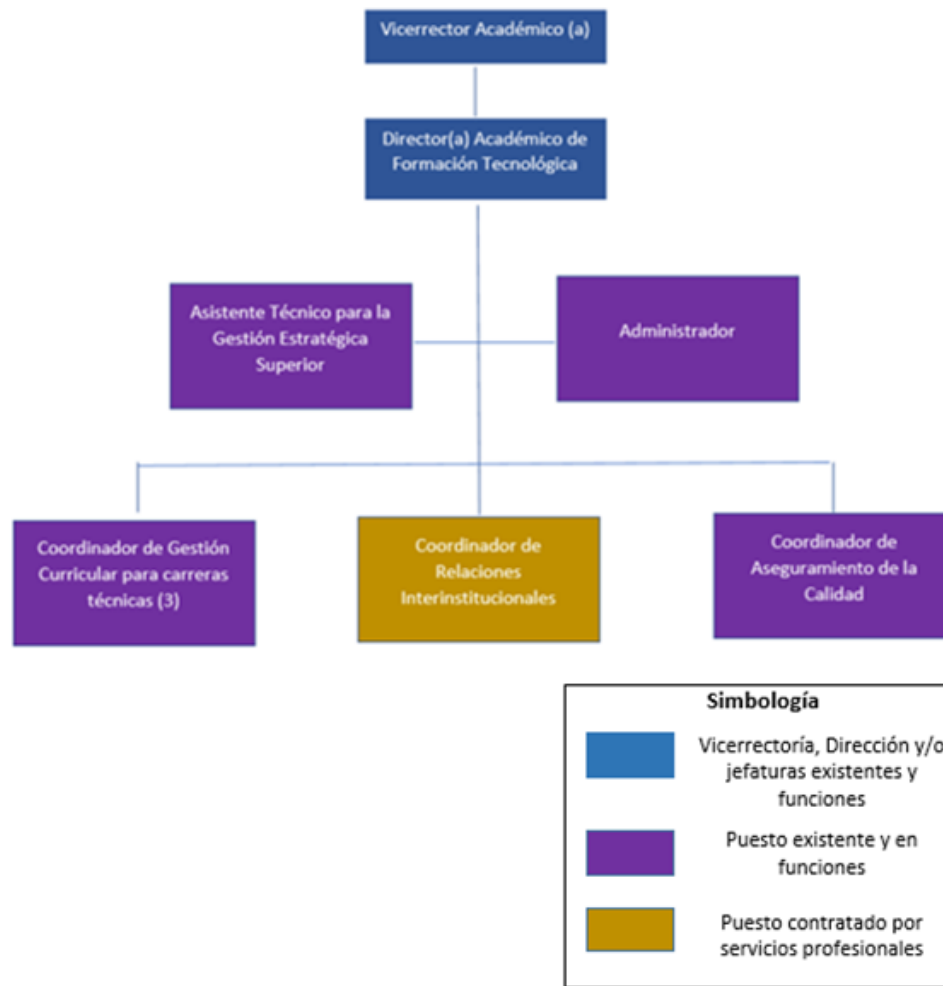 Vicerrector Académico (a)
Director(a) Académico de
Formación Tecnológica
Asistente Técnico para la
Gestión Estratégica
Superior
Administrador
Coordinador de Gestión
Curricular para carreras
técnicas (3)
Coordinador de
Relaciones
Interinstitucionales
Coordinador de
Aseguramiento de la
Calidad
Simbología
Vicerrectoría, Dirección y/o
jefaturas existentes y
funciones
Puesto existente y en
funciones
Puesto contratado por
servicios profesionales